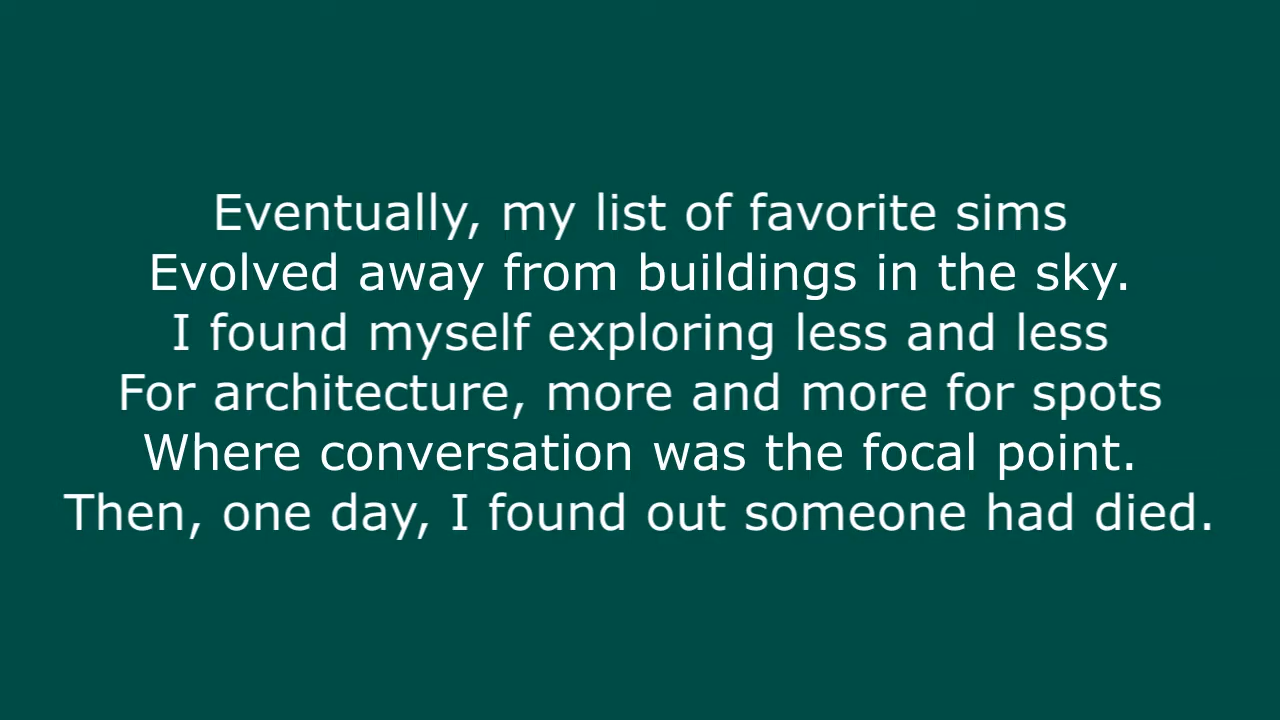 Eventually, my list of favorite sims
Evolved away from buildings in the sky.
I found myself exploring less and less
For architecture, more and more for spots
Where conversation was the focal point.
Then, one day, I found out someone had died.